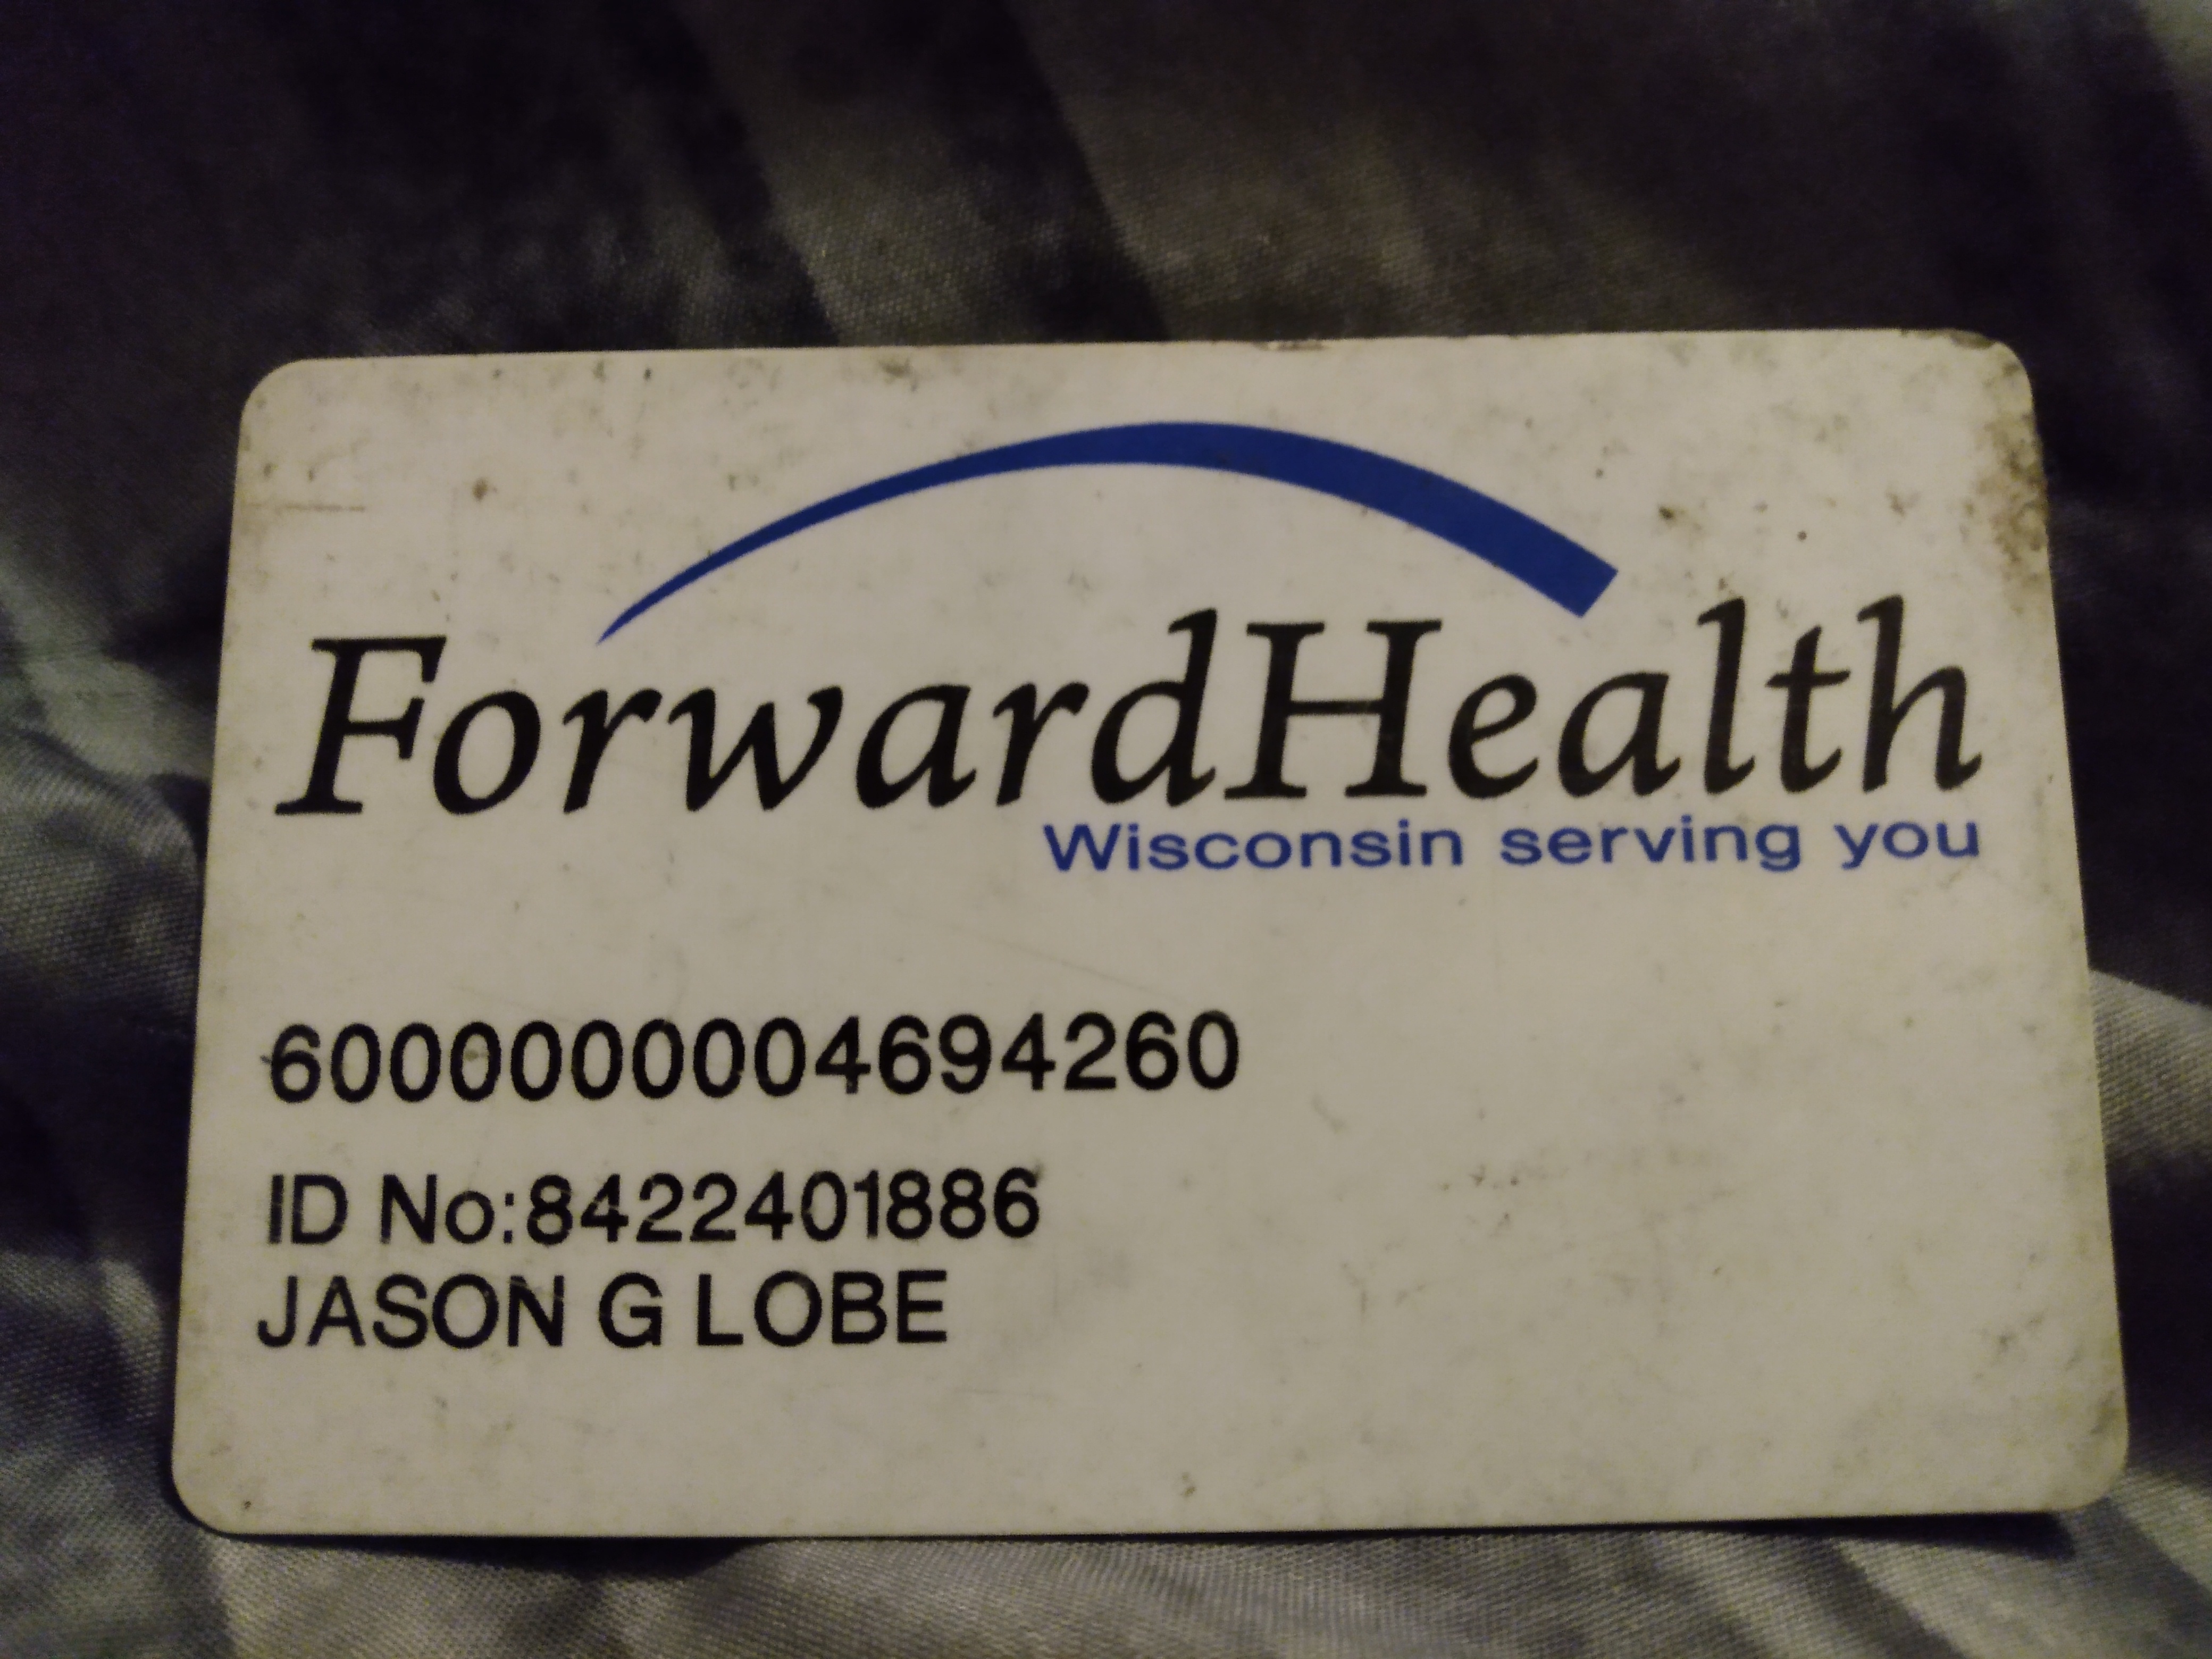 ForwardHealth
Wisconsin serving you
6000000004694260
ID No:8422401886
JASON G LOBE